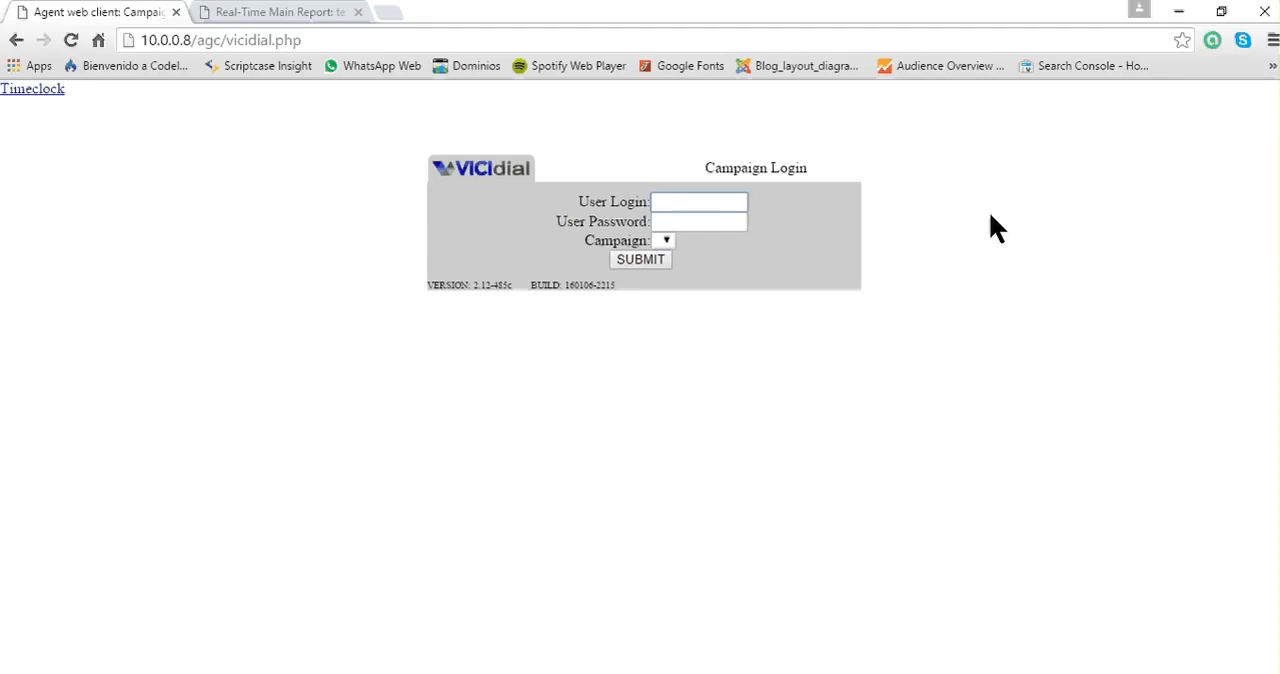 Agent web client: Campaig
Real-Time Main Report: te
10.0.0.8/agc/vicidial.php
Apps
Bienvenido a Codel...
Scriptcase Insight
WhatsApp Web
Dominios
Spotify Web Player
Google Fonts
Blog_layout_diagra...
Audience Overview ...
Search Console - Ho...
»
Timeclock
VICIdial
Campaign Login
User Login:
User Password:
Campaign:
SUBMIT
VERSION: 2.12-485c BUILD: 160106-2215